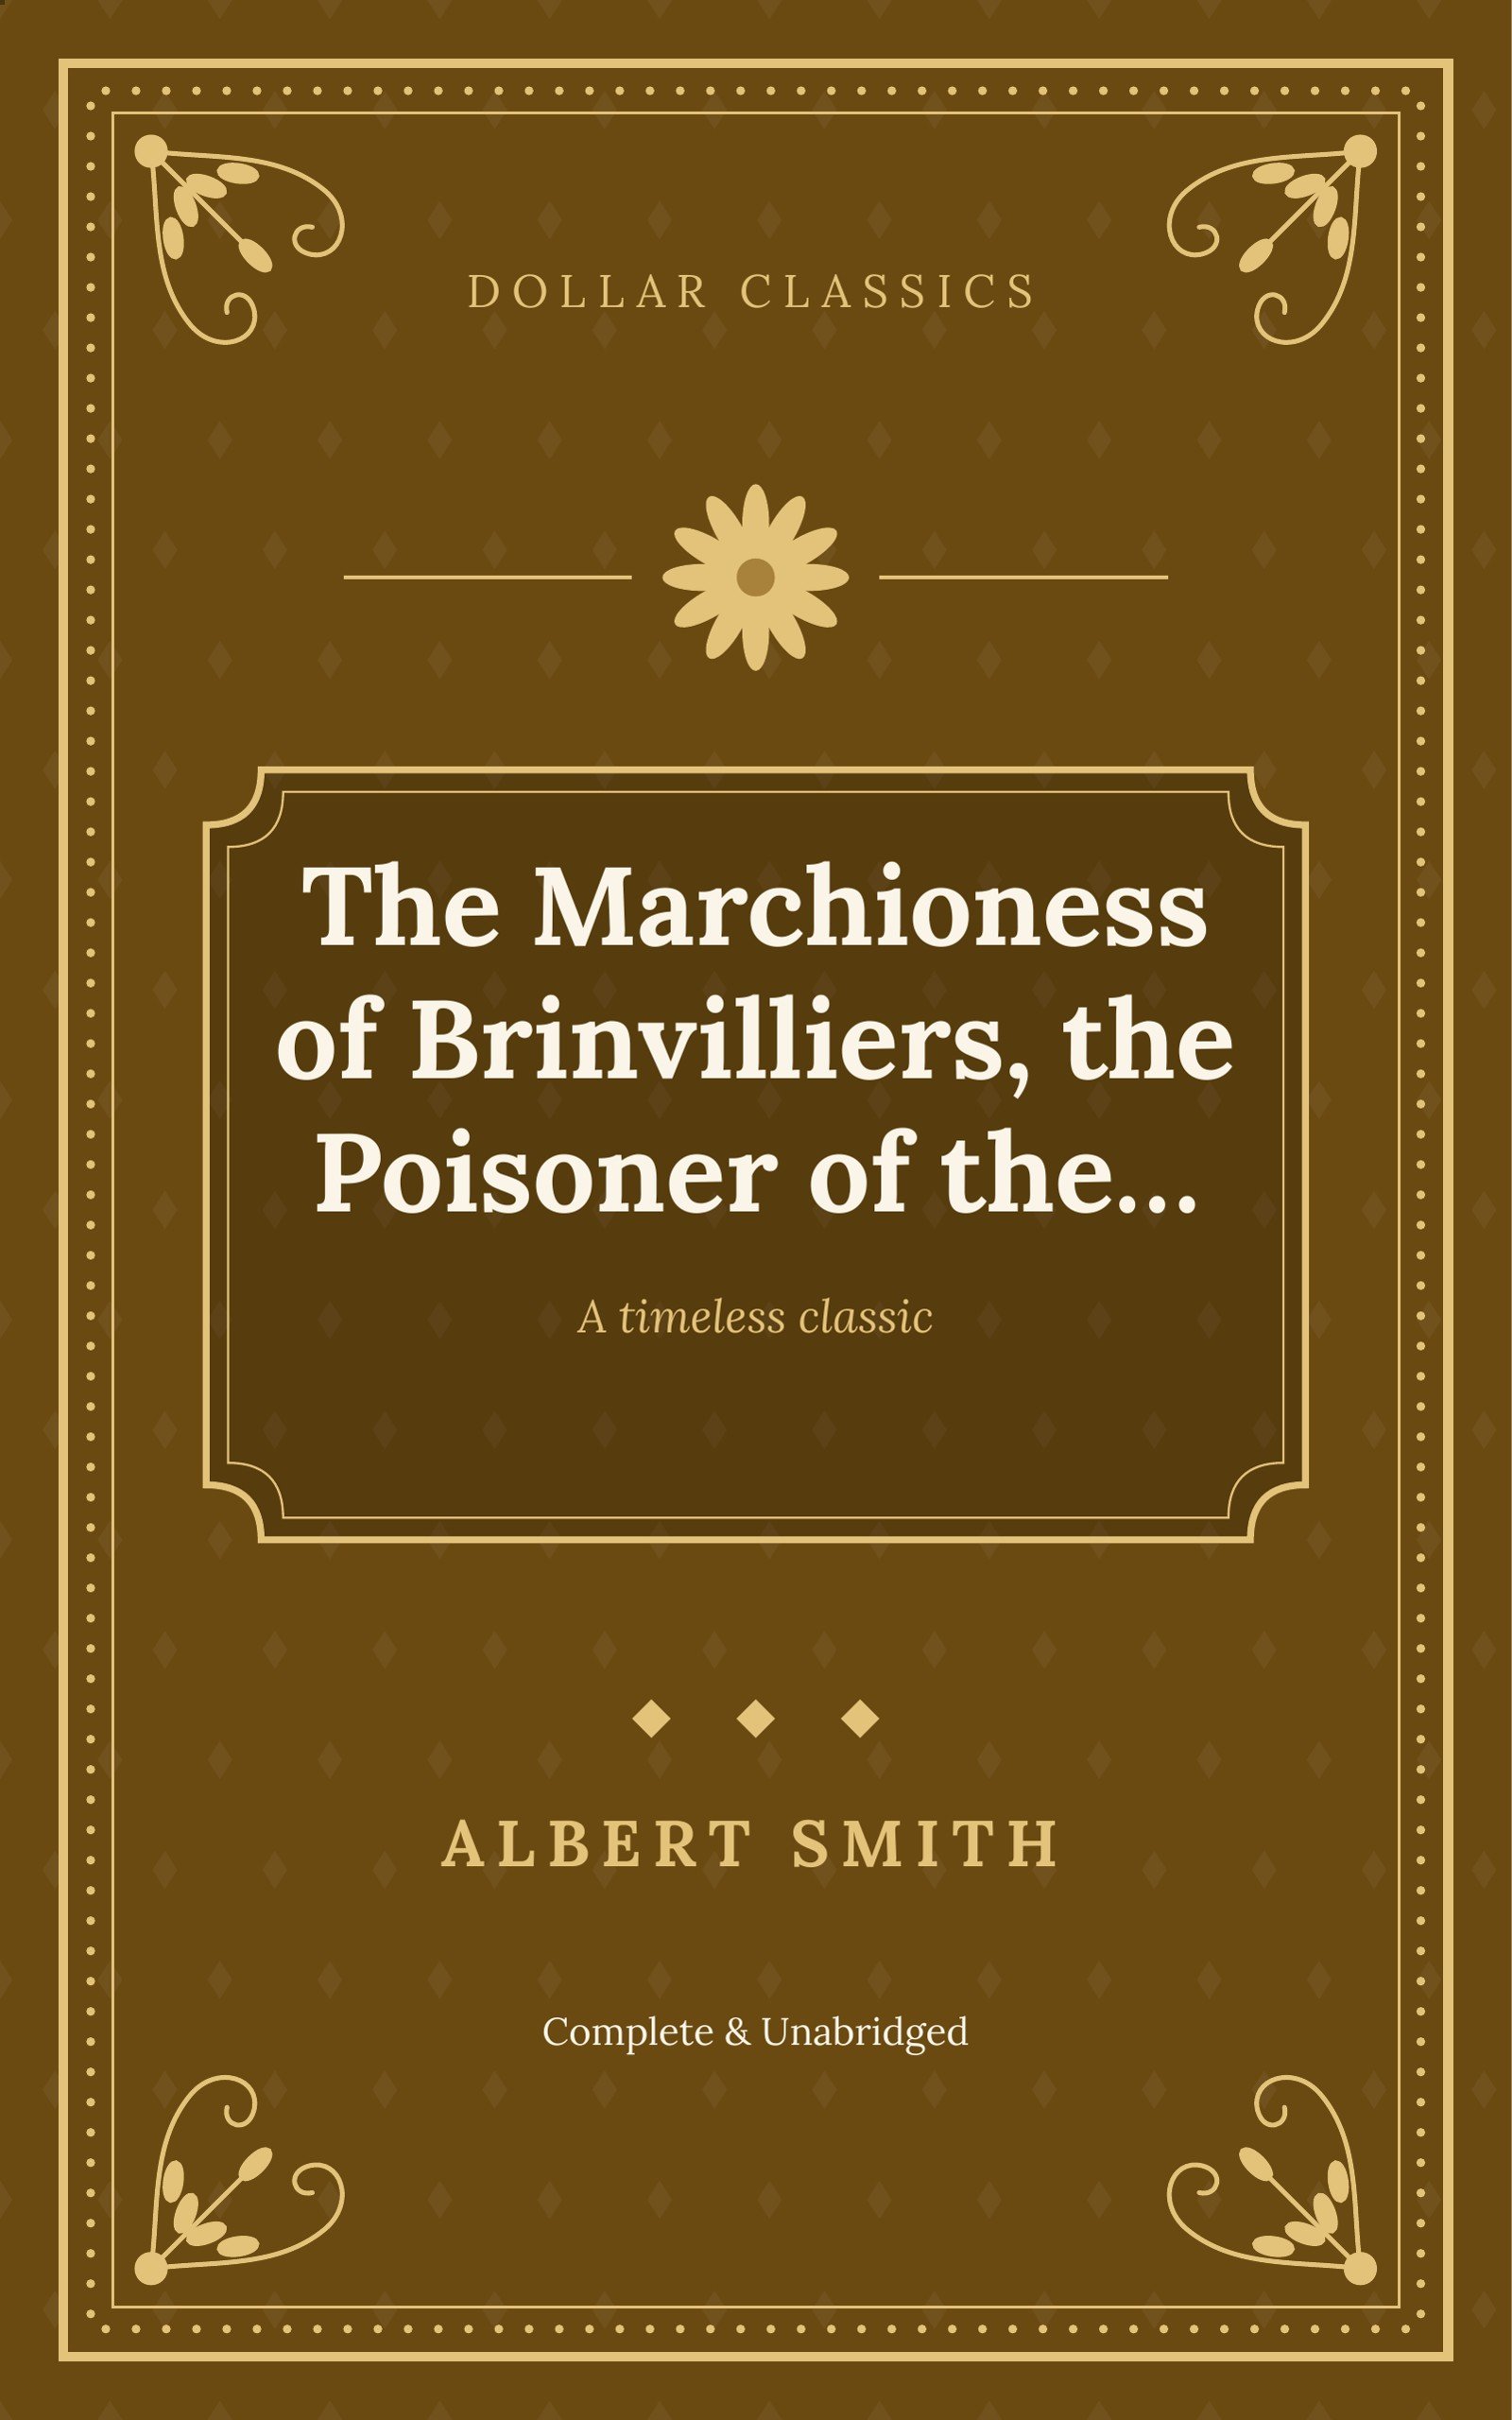 DOLLAR CLASSICS
The Marchioness
of Brinvilliers, the
Poisoner of the...
A timeless classic
ALBERT SMITH
Complete & Unabridged